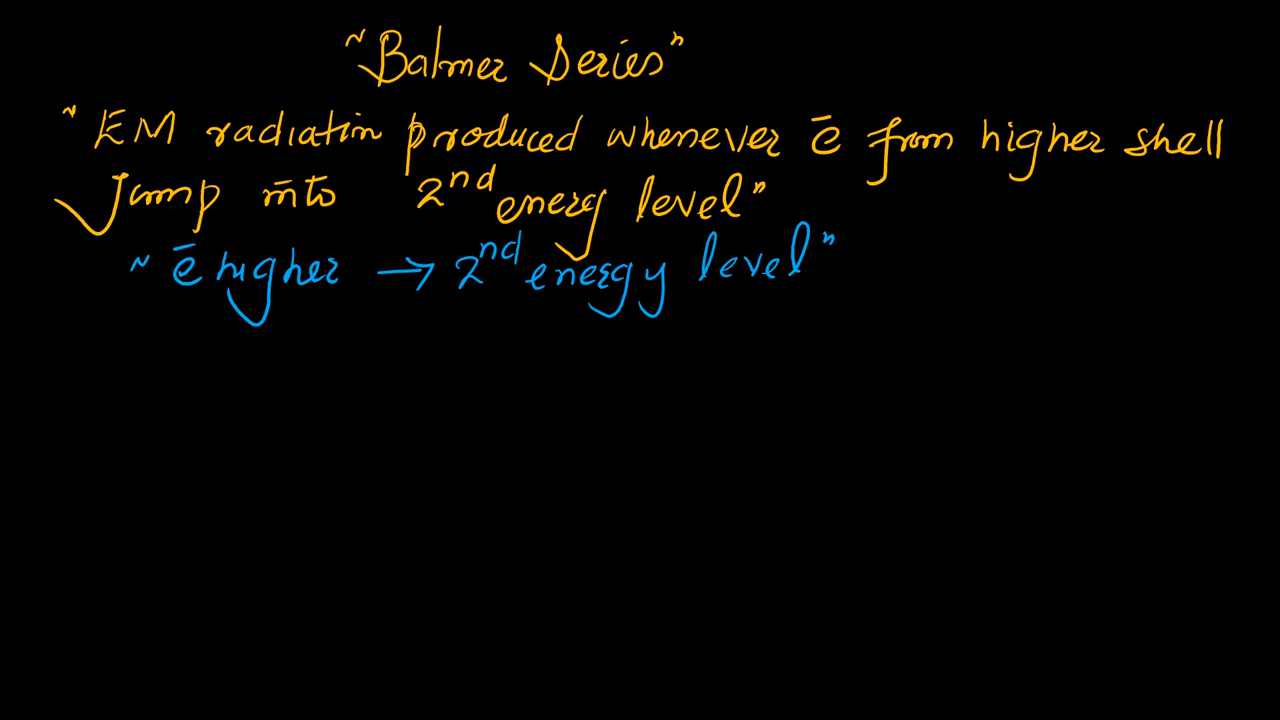 "Balmer Series"
"EM radiatin produced whenever ē from higher shell
Jump into 2nd energy level"
"ē higher → 2nd energy level"